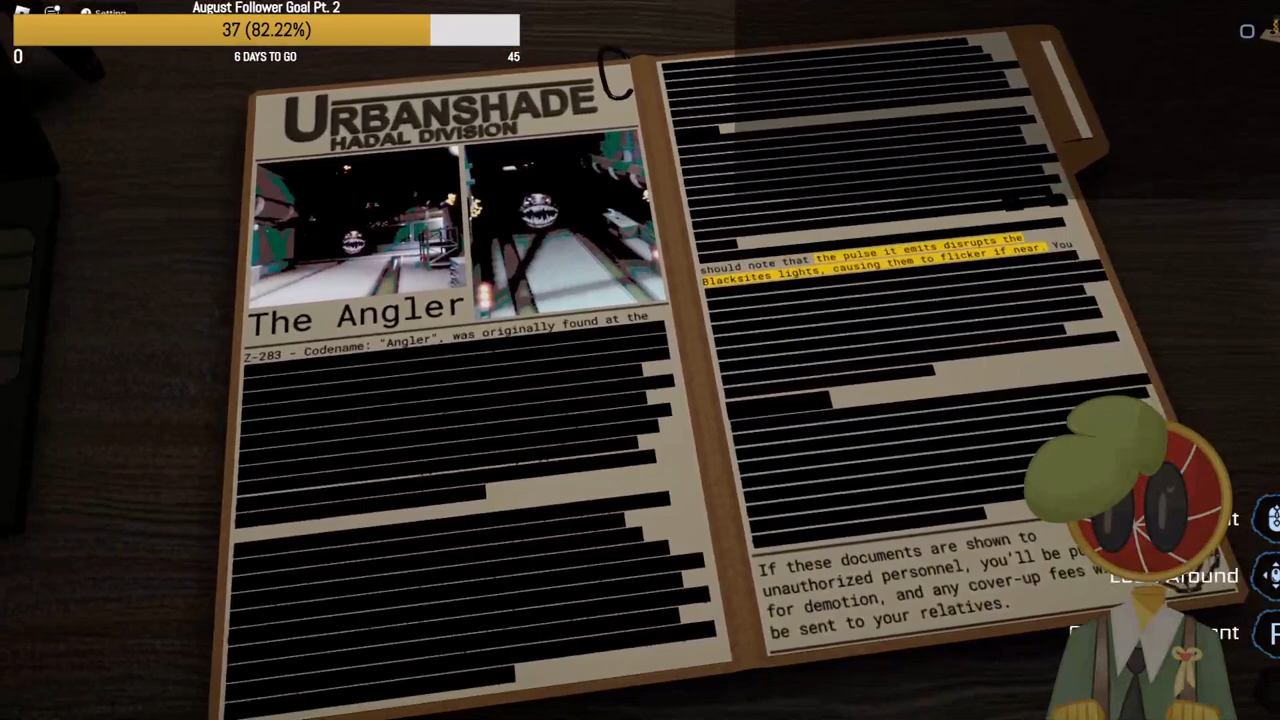 August Follower Goal Pt. 2
Setting
37 (82.22%)
0
6 DAYS TO GO
45
URBANSHADE
HADAL DIVISION
The Angler
Z-283 - Codename: "Angler", was originally found at the
should note that the pulse it emits disrupts the
Blacksites lights, causing them to flicker if near. You
If these documents are shown to
unauthorized personnel, you'll be
for demotion, and any cover-up fees
be sent to your relatives.
Around